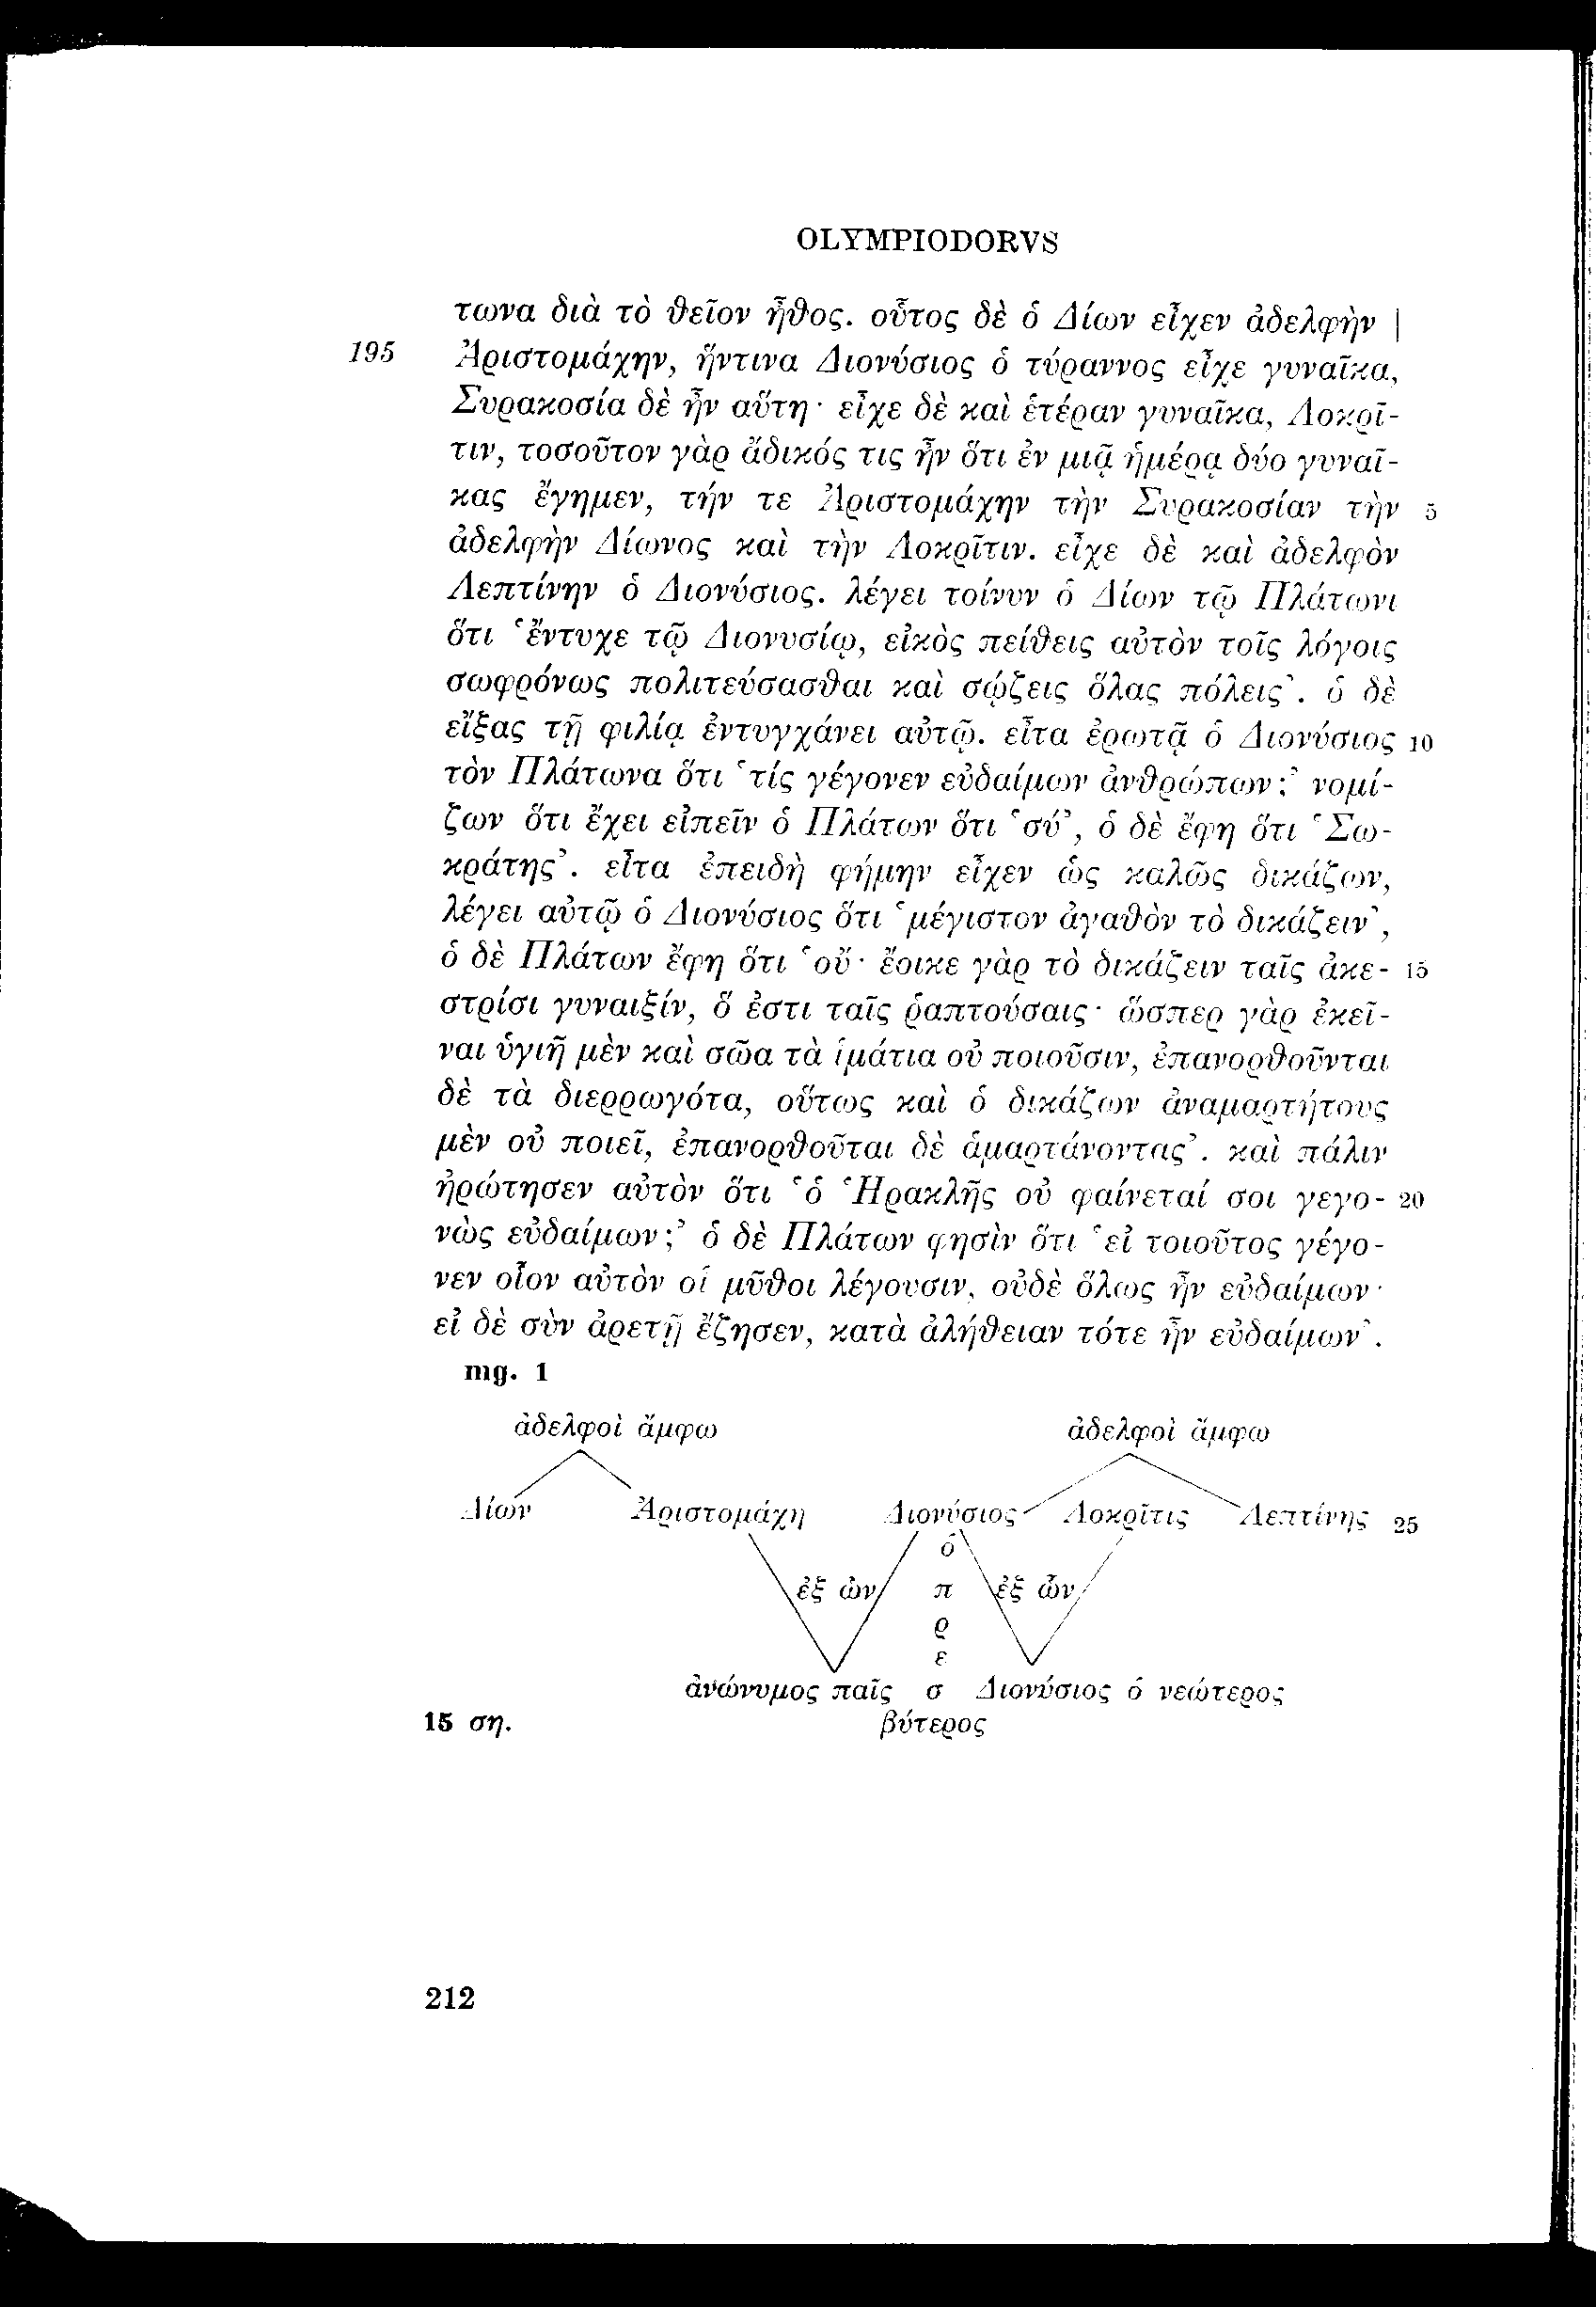 OLYMPIODORVS
τωνα διὰ τὸ θεῖον ἦθος. οὗτος δὲ ὁ Δίων εἶχεν ἀδελφὴν |
195 Ἀριστομάχην, ἥντινα Διονύσιος ὁ τύραννος εἶχε γυναῖκα,
Συρακοσία δὲ ἦν αὕτη· εἶχε δὲ καὶ ἑτέραν γυναῖκα, Λοκρῖ-
τιν, τοσοῦτον γὰρ ἄδικός τις ἦν ὅτι ἐν μιᾷ ἡμέρᾳ δύο γυναῖ-
κας ἔγημεν, τήν τε Ἀριστομάχην τὴν Συρακοσίαν τὴν 5
ἀδελφὴν Δίωνος καὶ τὴν Λοκρῖτιν. εἶχε δὲ καὶ ἀδελφὸν
Λεπτίνην ὁ Διονύσιος. λέγει τοίνυν ὁ Δίων τῷ Πλάτωνι
ὅτι ‘ἔντυχε τῷ Διονυσίῳ, εἰκὸς πείθεις αὐτὸν τοῖς λόγοις
σωφρόνως πολιτεύσασθαι καὶ σῴζεις ὅλας πόλεις’. ὁ δὲ
εἴξας τῇ φιλίᾳ ἐντυγχάνει αὐτῷ. εἶτα ἐρωτᾷ ὁ Διονύσιος 10
τὸν Πλάτωνα ὅτι ‘τίς γέγονεν εὐδαίμων ἀνθρώπων;’ νομί-
ζων ὅτι ἔχει εἰπεῖν ὁ Πλάτων ὅτι ‘σύ’, ὁ δὲ ἔφη ὅτι ‘Σω-
κράτης’. εἶτα ἐπειδὴ φήμην εἶχεν ὡς καλῶς δικάζων,
λέγει αὐτῷ ὁ Διονύσιος ὅτι ‘μέγιστον ἀγαθὸν τὸ δικάζειν’,
ὁ δὲ Πλάτων ἔφη ὅτι ‘οὔ· ἔοικε γὰρ τὸ δικάζειν ταῖς ἀκε- 15
στρίσι γυναιξίν, ὅ ἐστι ταῖς ῥαπτούσαις· ὥσπερ γὰρ ἐκεῖ-
ναι ὑγιῆ μὲν καὶ σῶα τὰ ἱμάτια οὐ ποιοῦσιν, ἐπανορθοῦνται
δὲ τὰ διερρωγότα, οὕτως καὶ ὁ δικάζων ἀναμαρτήτους
μὲν οὐ ποιεῖ, ἐπανορθοῦται δὲ ἁμαρτάνοντας’. καὶ πάλιν
ἠρώτησεν αὐτὸν ὅτι ‘ὁ Ἡρακλῆς οὐ φαίνεταί σοι γεγο- 20
νὼς εὐδαίμων;’ ὁ δὲ Πλάτων φησὶν ὅτι ‘εἰ τοιοῦτος γέγο-
νεν οἷον αὐτὸν οἱ μῦθοι λέγουσιν, οὐδὲ ὅλως ἦν εὐδαίμων·
εἰ δὲ σὺν ἀρετῇ ἔζησεν, κατὰ ἀλήθειαν τότε ἦν εὐδαίμων’.
mg. 1
ἀδελφοὶ ἄμφω ἀδελφοὶ ἄμφω
Δίων Ἀριστομάχη Διονύσιος Λοκρῖτις Λεπτίνης 25
ὁ
ἐξ ὧν π ἐξ ὧν
ρ
ε
ἀνώνυμος παῖς σ Διονύσιος ὁ νεώτερος
15 ση. βύτερος
212